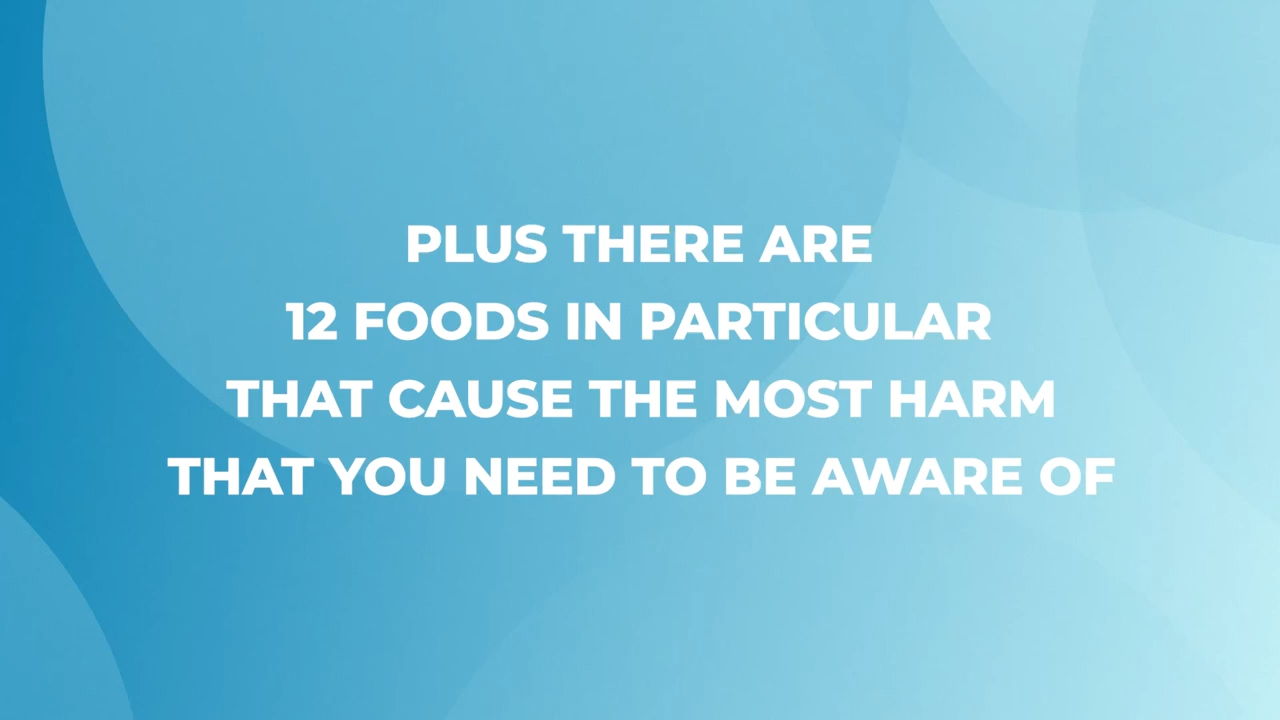 PLUS THERE ARE
12 FOODS IN PARTICULAR
THAT CAUSE THE MOST HARM
THAT YOU NEED TO BE AWARE OF